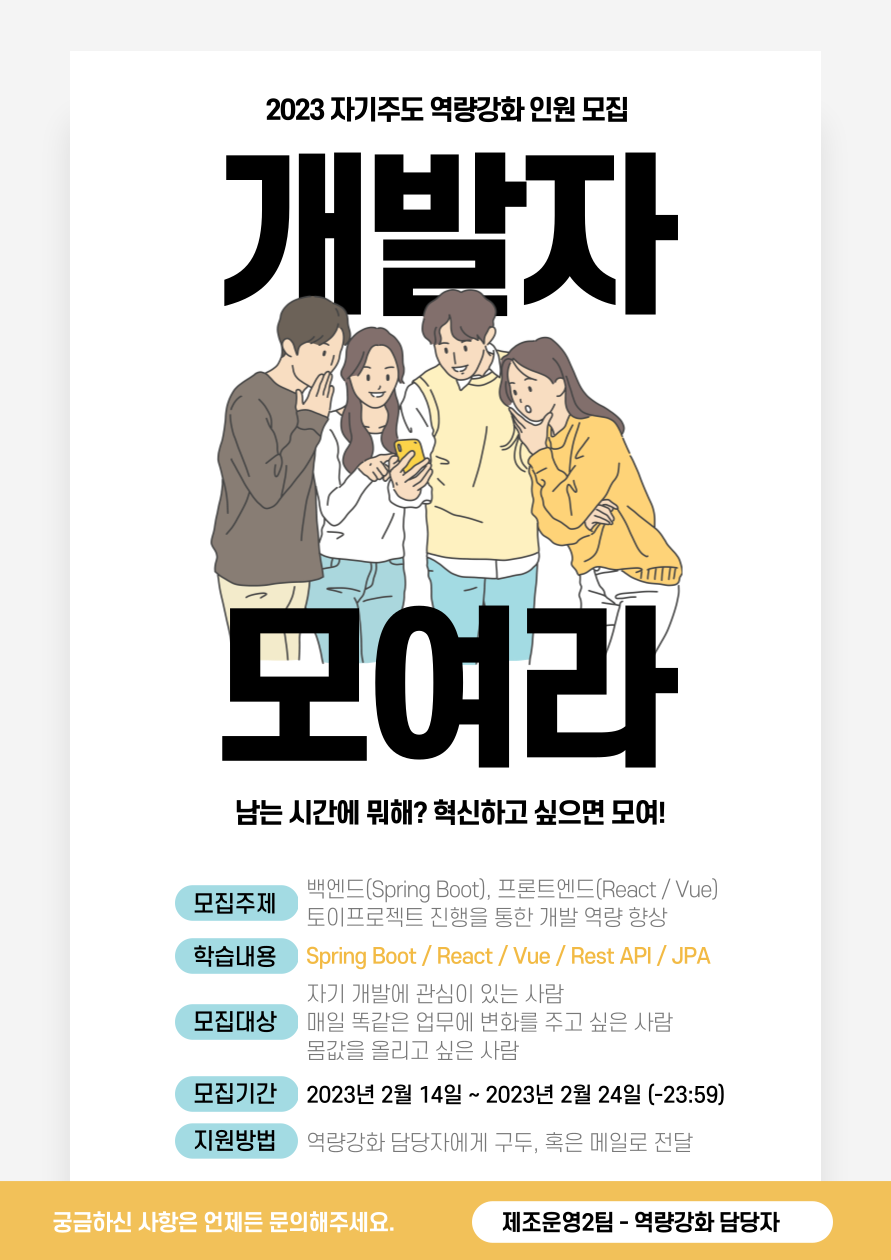 2023 자기주도 역량강화 인원 모집
개발자
모여라
남는 시간에 뭐해? 혁신하고 싶으면 모여!
모집주제
백엔드(Spring Boot), 프론트엔드(React / Vue)
토이프로젝트 진행을 통한 개발 역량 향상
학습내용
Spring Boot / React / Vue / Rest API / JPA
모집대상
자기 개발에 관심이 있는 사람
매일 똑같은 업무에 변화를 주고 싶은 사람
몸값을 올리고 싶은 사람
모집기간
2023년 2월 14일 ~ 2023년 2월 24일 (-23:59)
지원방법
역량강화 담당자에게 구두, 혹은 메일로 전달
궁금하신 사항은 언제든 문의해주세요.
제조운영2팀 - 역량강화 담당자